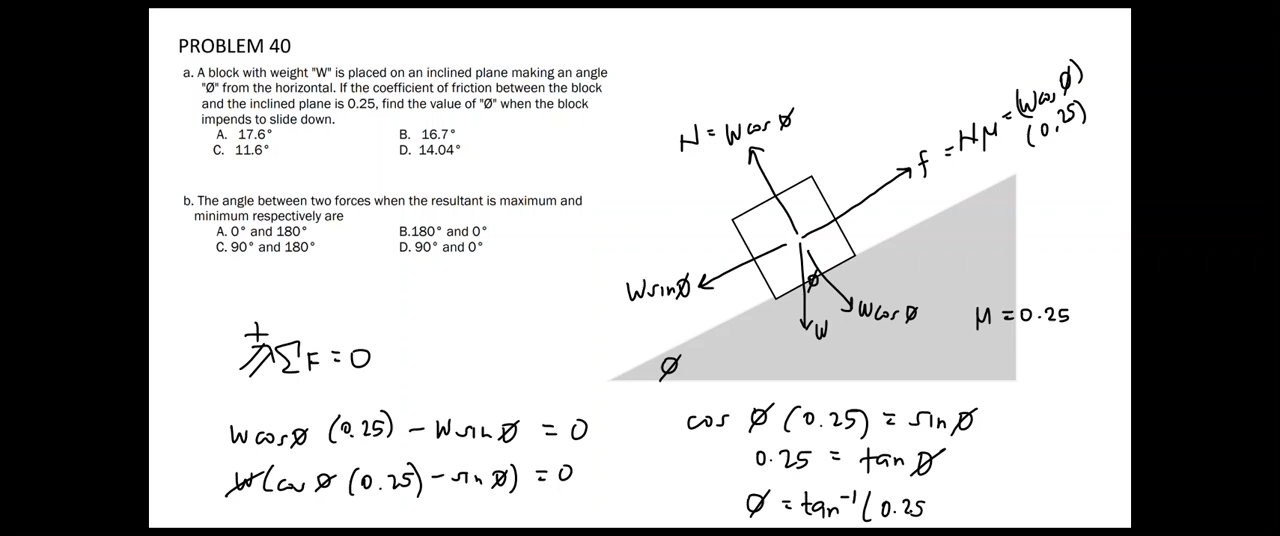 PROBLEM 40
a. A block with weight "W" is placed on an inclined plane making an angle
"Ø" from the horizontal. If the coefficient of friction between the block
and the inclined plane is 0.25, find the value of "Ø" when the block
impends to slide down.
A. 17.6° B. 16.7°
C. 11.6° D. 14.04°
b. The angle between two forces when the resultant is maximum and
minimum respectively are
A. 0° and 180° B.180° and 0°
C. 90° and 180° D. 90° and 0°
N = W cos Ø
f = Nμ = (W cos Ø)
(0.25)
W sin Ø
Ø
W cos Ø
W
μ = 0.25
Ø
+
ΣF = 0
W cos Ø (0.25) - W sin Ø = 0
W(cos Ø (0.25) - sin Ø) = 0
cos Ø (0.25) = sin Ø
0.25 = tan Ø
Ø = tan⁻¹ (0.25